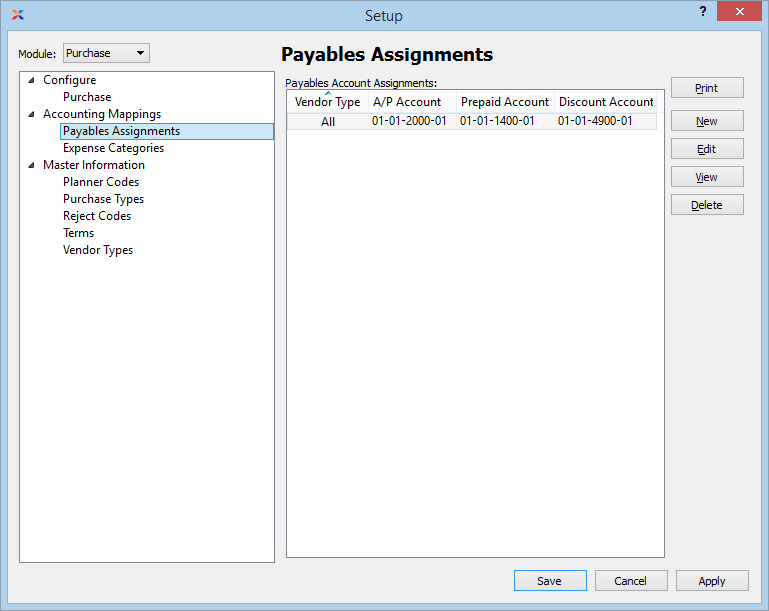 Setup
?
Module: Purchase
Payables Assignments
Configure
Purchase
Accounting Mappings
Payables Assignments
Expense Categories
Master Information
Planner Codes
Purchase Types
Reject Codes
Terms
Vendor Types
Payables Account Assignments:
Vendor Type A/P Account Prepaid Account Discount Account
All 01-01-2000-01 01-01-1400-01 01-01-4900-01
Print
New
Edit
View
Delete
Save Cancel Apply